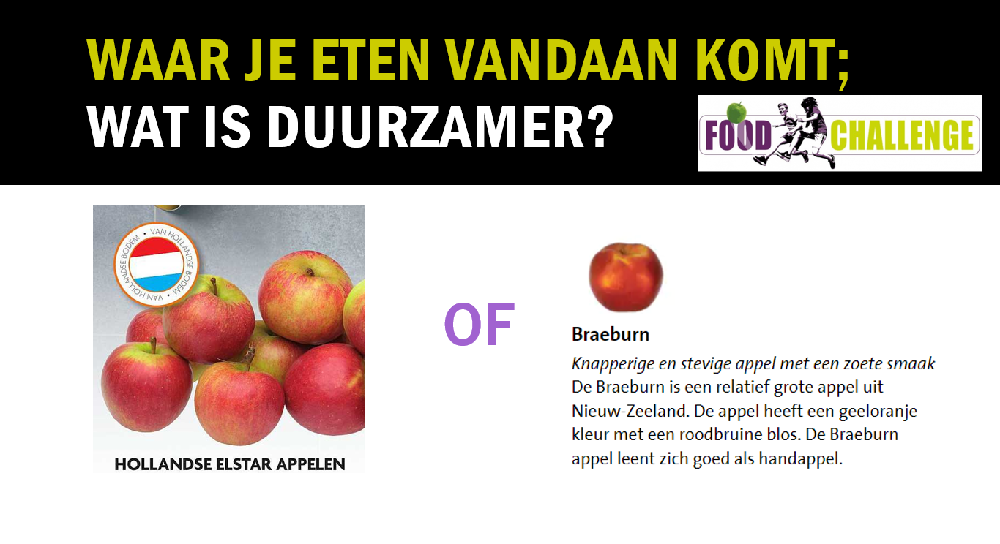 WAAR JE ETEN VANDAAN KOMT;
WAT IS DUURZAMER?
FOOD CHALLENGE
VAN HOLLANDSE BODEM • VAN HOLLANDSE BODEM •
HOLLANDSE ELSTAR APPELEN
OF
Braeburn
Knapperige en stevige appel met een zoete smaak
De Braeburn is een relatief grote appel uit
Nieuw-Zeeland. De appel heeft een geeloranje
kleur met een roodbruine blos. De Braeburn
appel leent zich goed als handappel.